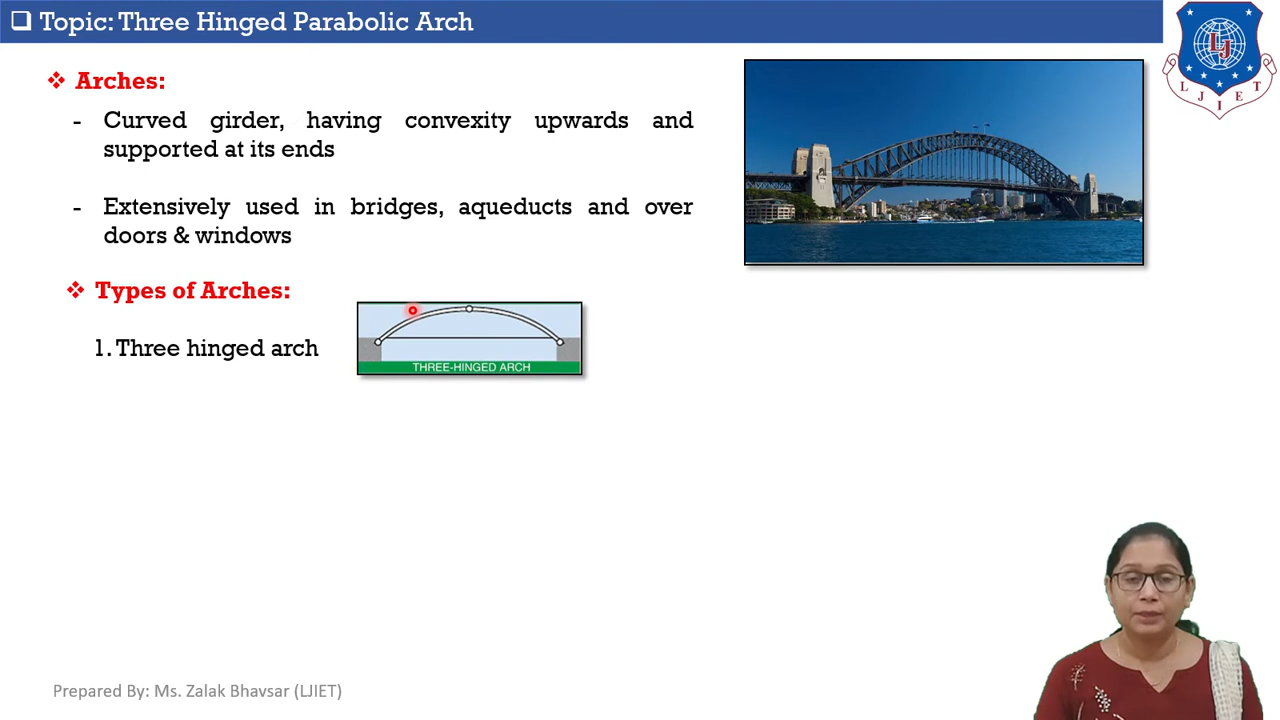 ❑ Topic: Three Hinged Parabolic Arch
❖ Arches:
- Curved girder, having convexity upwards and
supported at its ends
- Extensively used in bridges, aqueducts and over
doors & windows
❖ Types of Arches:
1. Three hinged arch
THREE-HINGED ARCH
LJ
L J I E T
Prepared By: Ms. Zalak Bhavsar (LJIET)